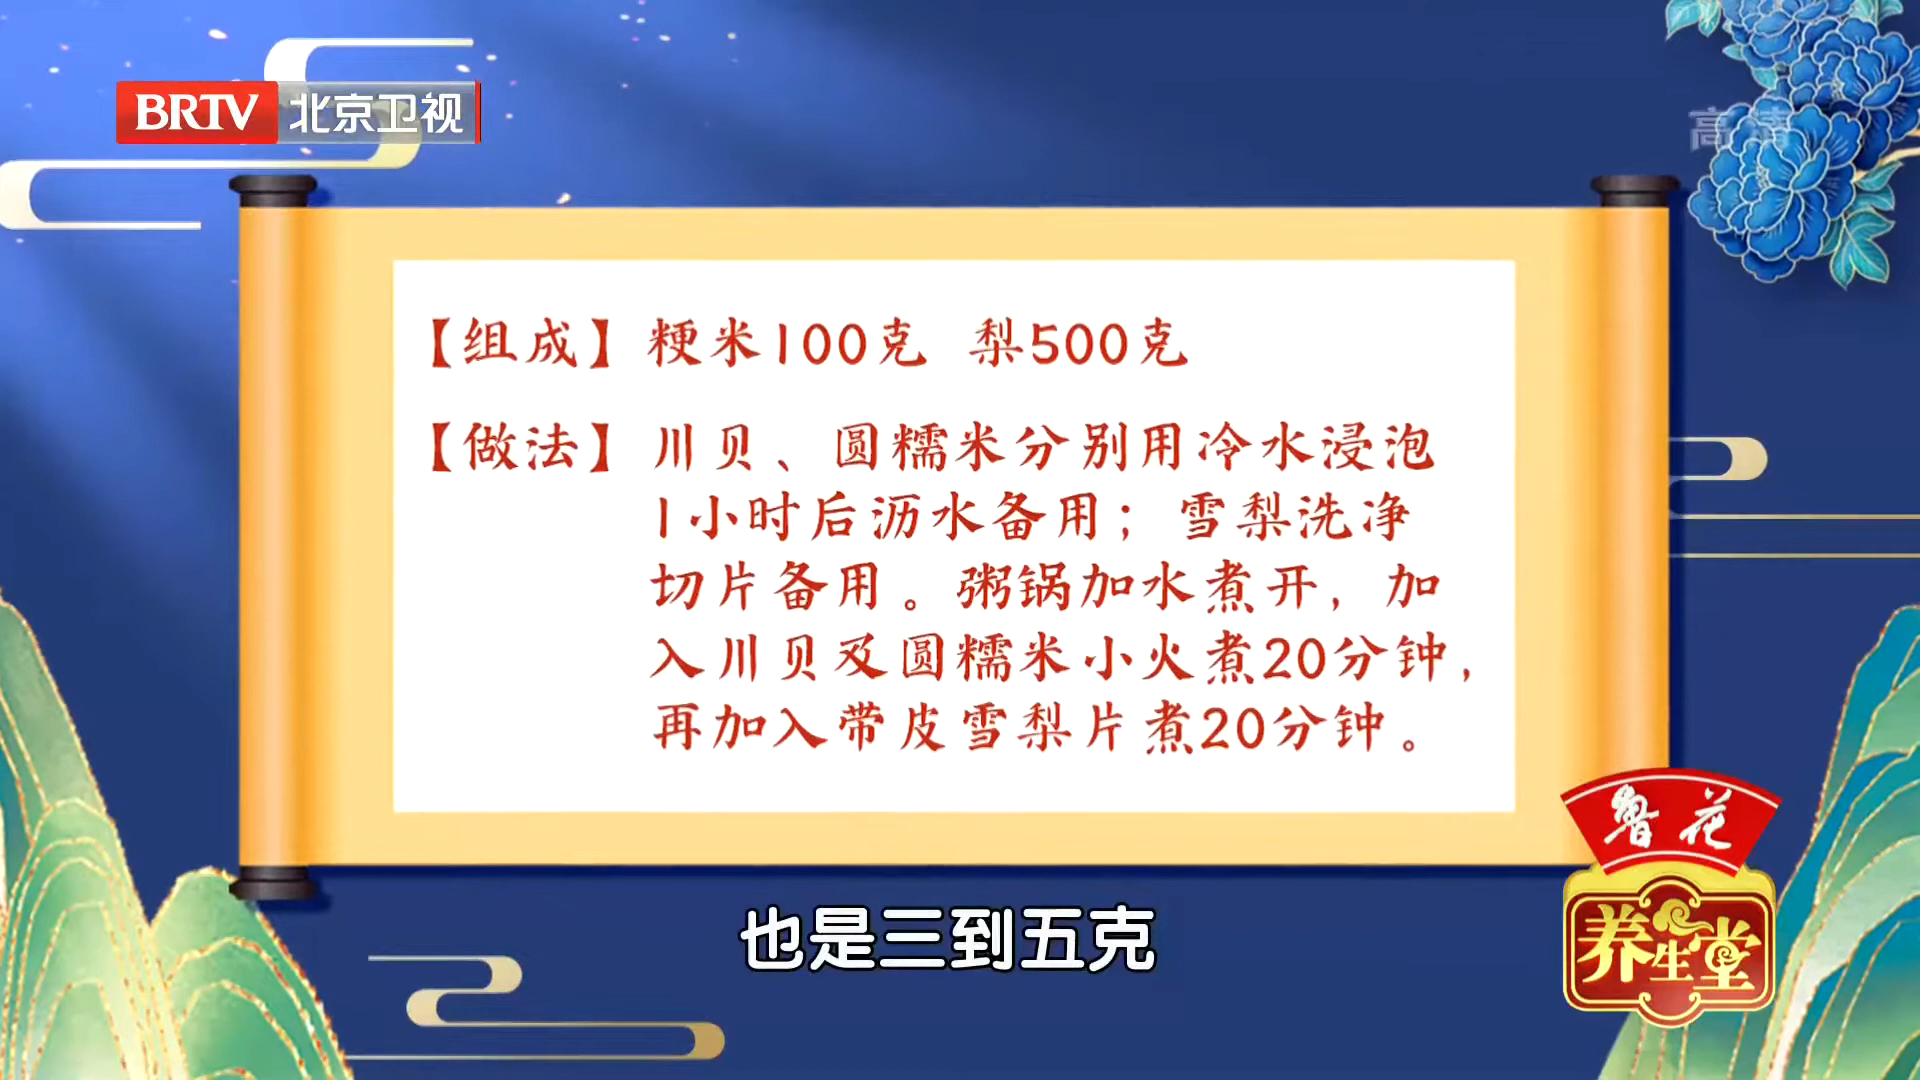 BRTV 北京卫视
高清
【组成】粳米100克 梨500克
【做法】川贝、圆糯米分别用冷水浸泡
1小时后沥水备用；雪梨洗净
切片备用。粥锅加水煮开，加
入川贝及圆糯米小火煮20分钟，
再加入带皮雪梨片煮20分钟。
鲁花
养生堂
也是三到五克